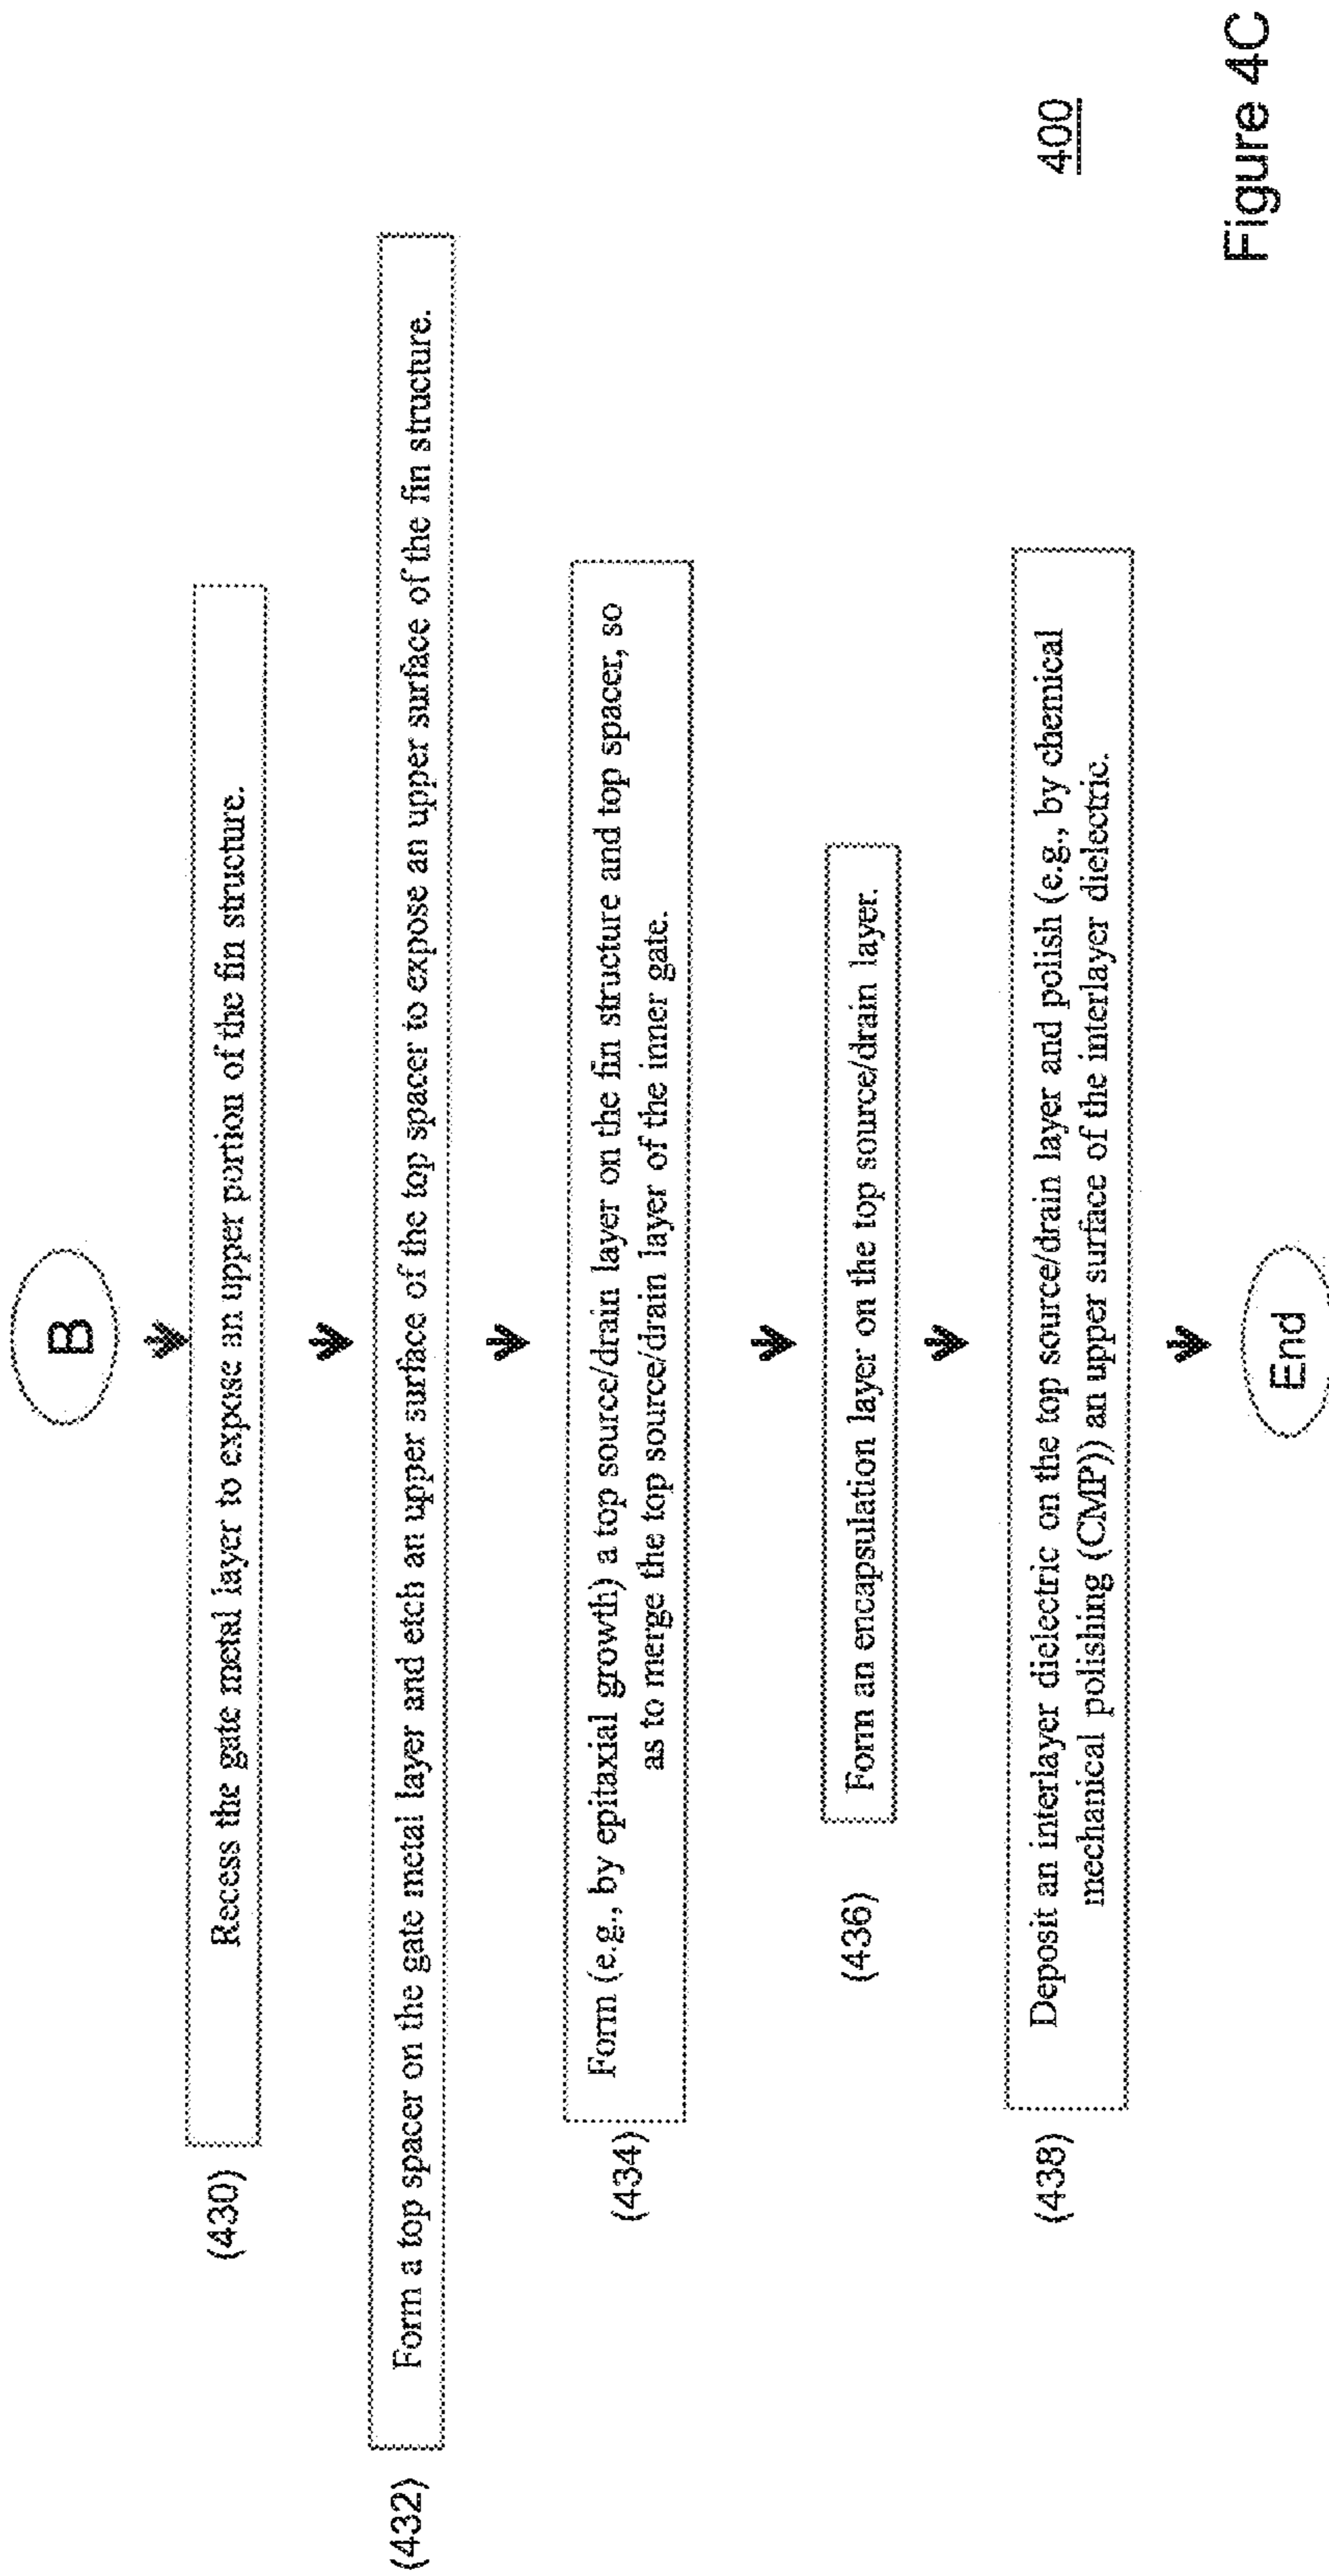 B
(430)
Recess the gate metal layer to expose an upper portion of the fin structure.
(432)
Form a top spacer on the gate metal layer and etch an upper surface of the top spacer to expose an upper surface of the fin structure.
(434)
Form (e.g., by epitaxial growth) a top source/drain layer on the fin structure and top spacer, so
as to merge the top source/drain layer of the inner gate.
(436)
Form an encapsulation layer on the top source/drain layer.
(438)
Deposit an interlayer dielectric on the top source/drain layer and polish (e.g., by chemical
mechanical polishing (CMP)) an upper surface of the interlayer dielectric.
End
400
Figure 4C